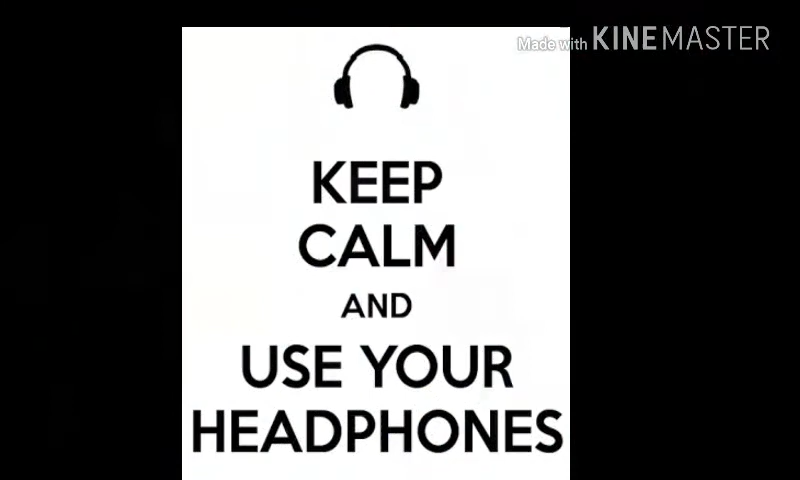 Made with KINEMASTER
KEEP
CALM
AND
USE YOUR
HEADPHONES